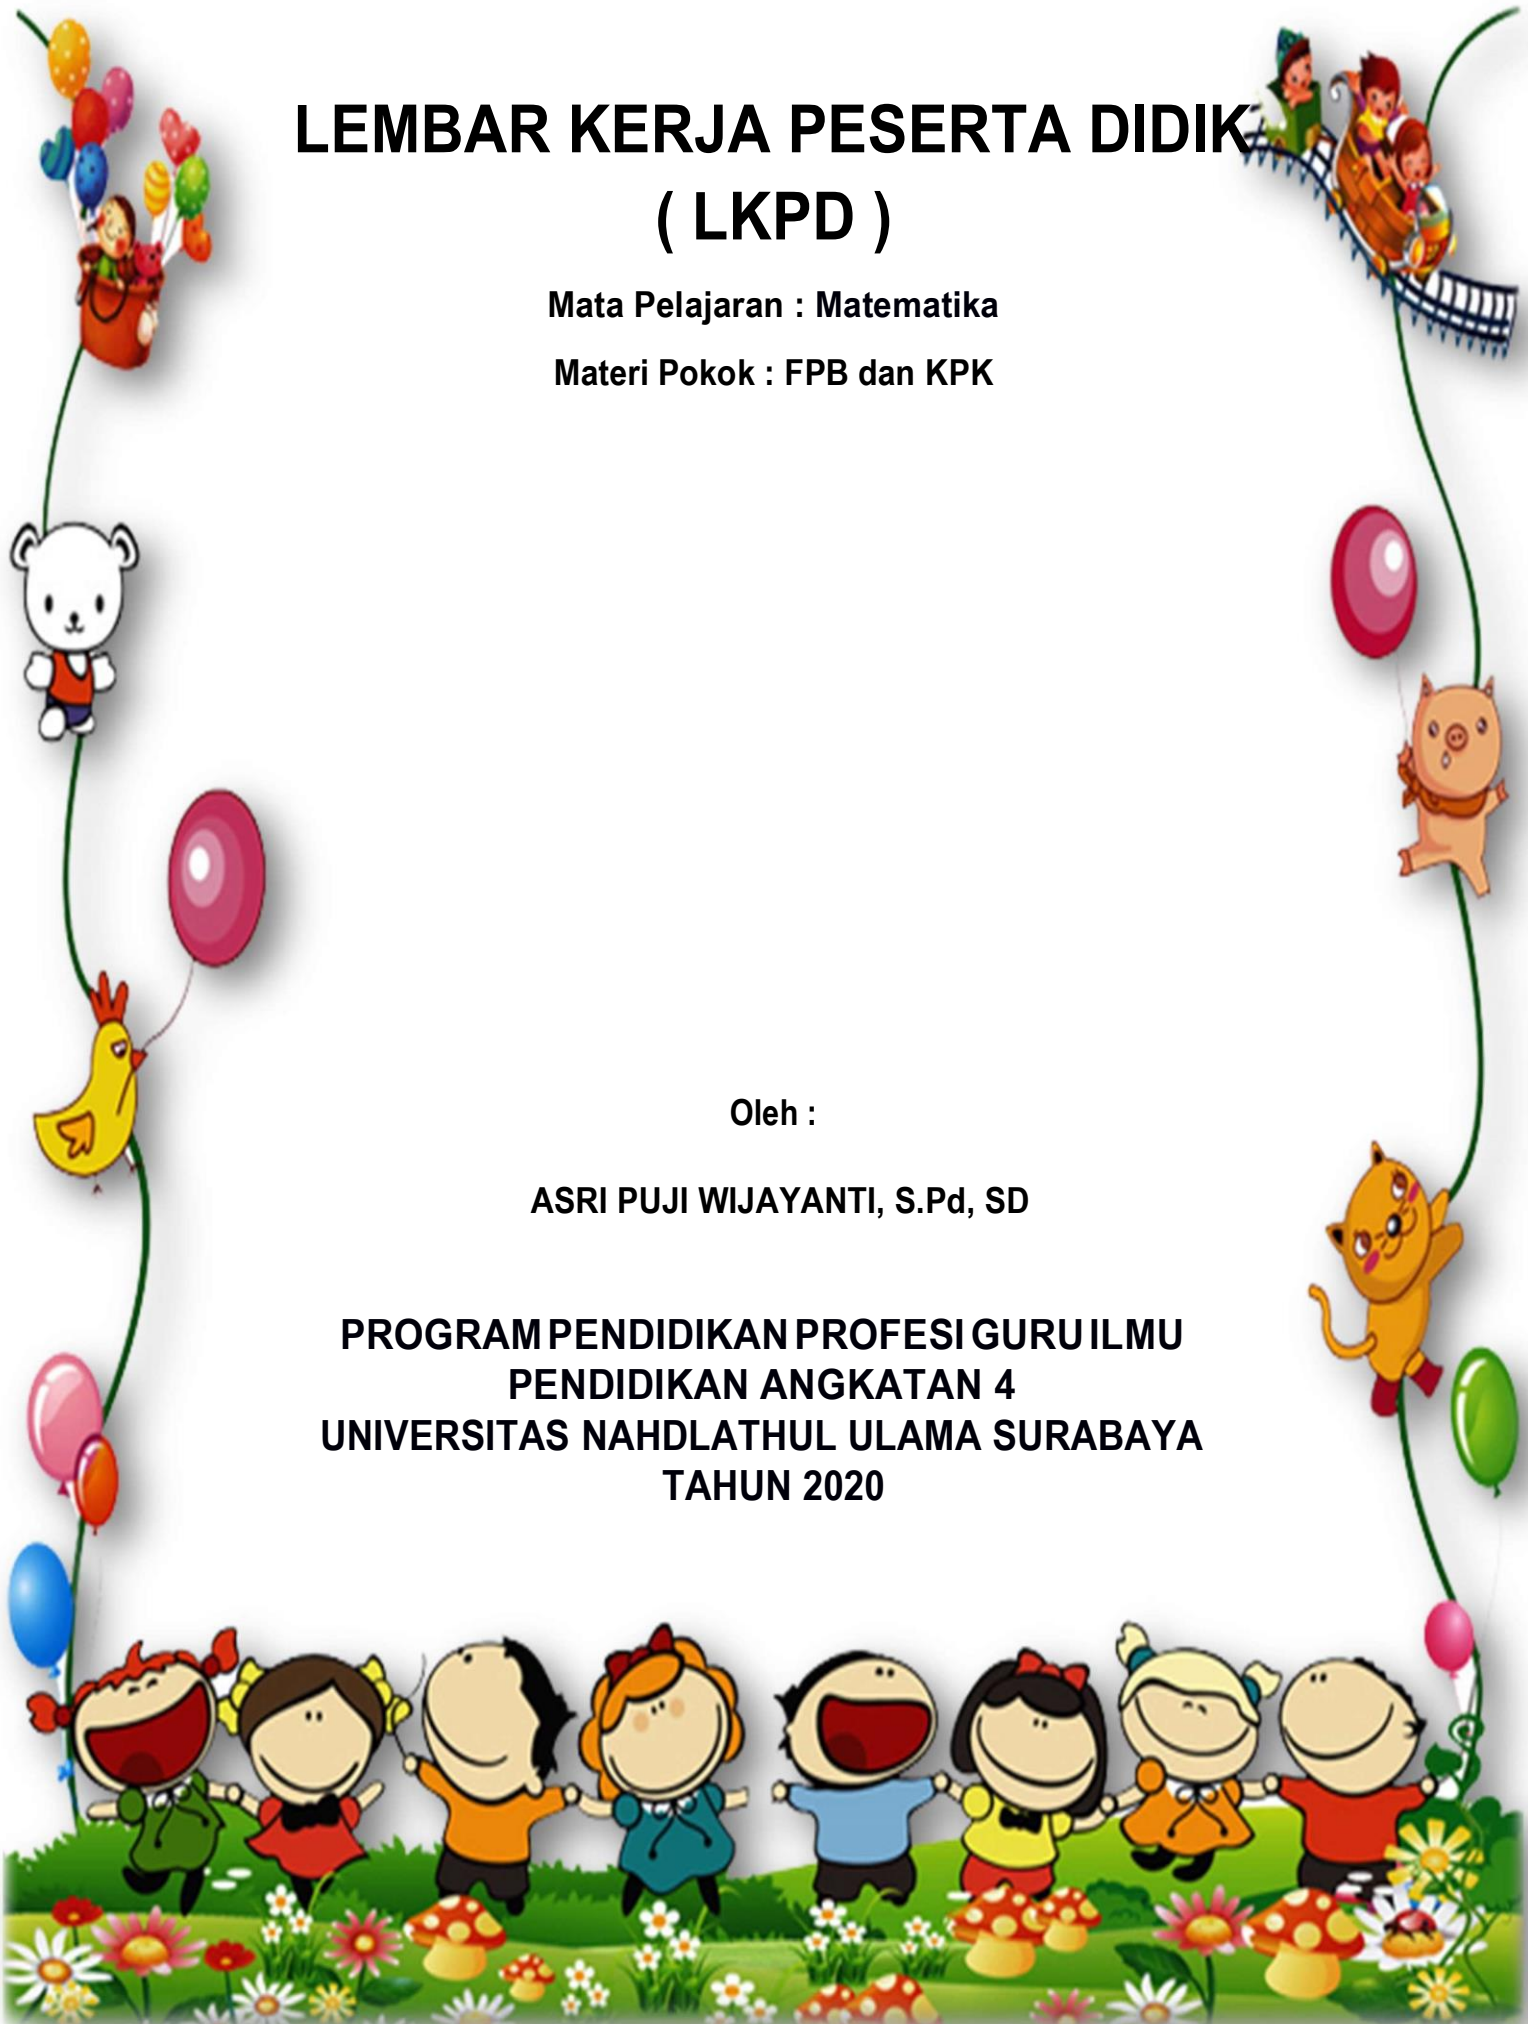 LEMBAR KERJA PESERTA DIDIK
( LKPD )
Mata Pelajaran : Matematika
Materi Pokok : FPB dan KPK
Oleh :
ASRI PUJI WIJAYANTI, S.Pd, SD
PROGRAM PENDIDIKAN PROFESI GURU ILMU
PENDIDIKAN ANGKATAN 4
UNIVERSITAS NAHDLATHUL ULAMA SURABAYA
TAHUN 2020